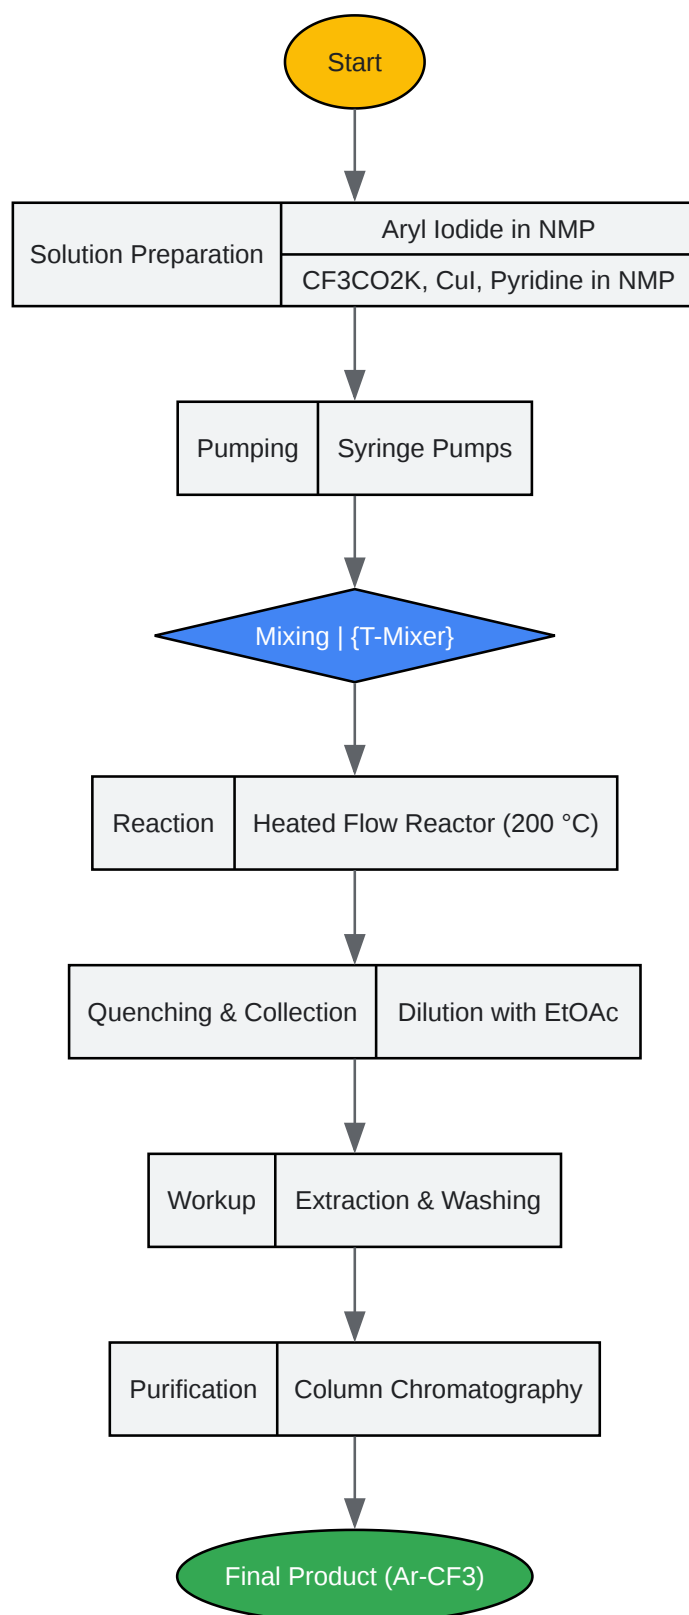 Start
Solution Preparation
Aryl Iodide in NMP
CF3CO2K, CuI, Pyridine in NMP
Pumping
Syringe Pumps
Mixing | {T-Mixer}
Reaction
Heated Flow Reactor (200 °C)
Quenching & Collection
Dilution with EtOAc
Workup
Extraction & Washing
Purification
Column Chromatography
Final Product (Ar-CF3)